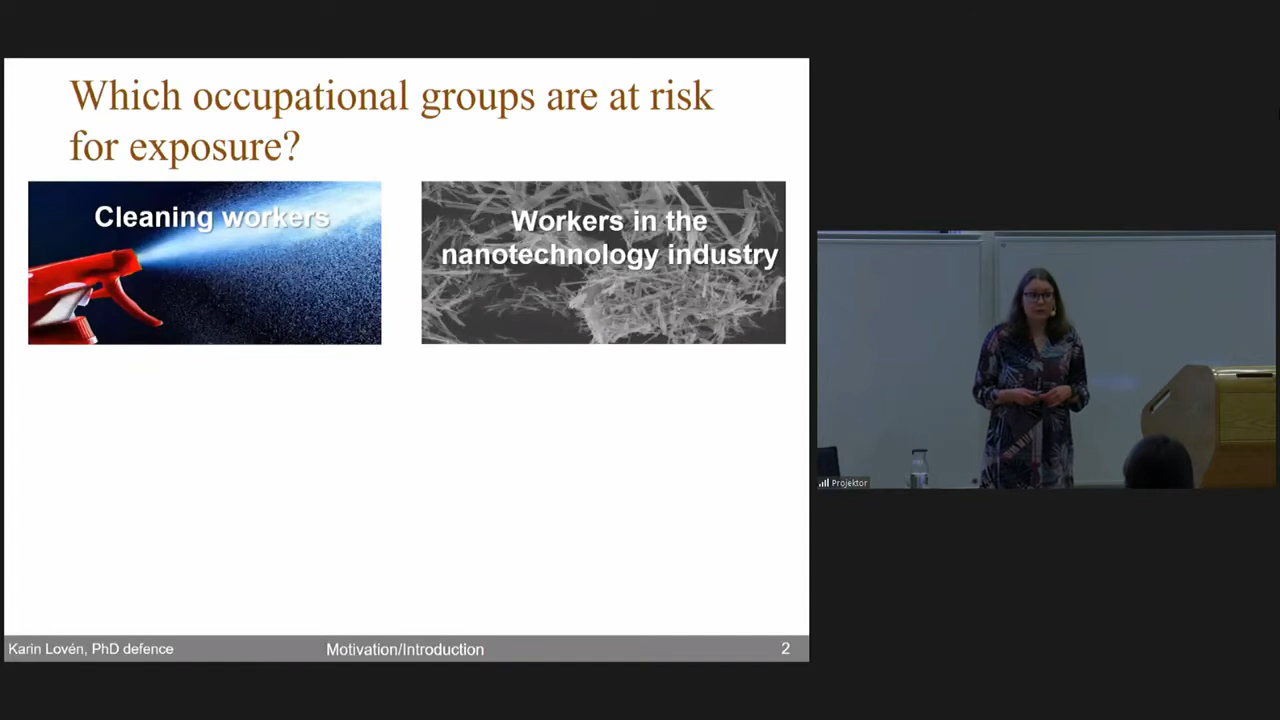 Which occupational groups are at risk
for exposure?
Cleaning workers
Workers in the
nanotechnology industry
Projektor
Karin Lovén, PhD defence
Motivation/Introduction
2